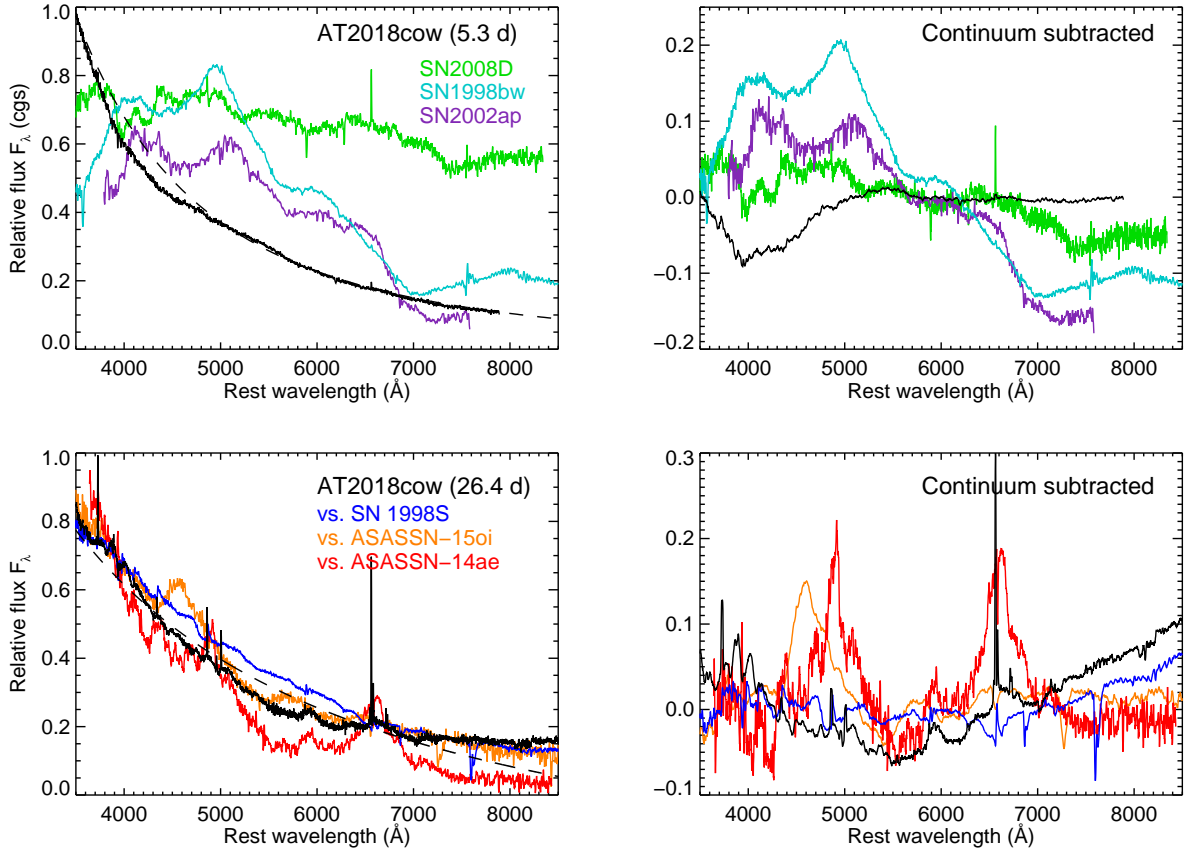 AT2018cow (5.3 d)
SN2008D
SN1998bw
SN2002ap
Relative flux Fλ (cgs)
1.0
0.8
0.6
0.4
0.2
0.0
4000 5000 6000 7000 8000
Rest wavelength (Å)
Continuum subtracted
0.2
0.1
0.0
−0.1
−0.2
4000 5000 6000 7000 8000
Rest wavelength (Å)
AT2018cow (26.4 d)
vs. SN 1998S
vs. ASASSN−15oi
vs. ASASSN−14ae
Relative flux Fλ
1.0
0.8
0.6
0.4
0.2
0.0
4000 5000 6000 7000 8000
Rest wavelength (Å)
Continuum subtracted
0.3
0.2
0.1
0.0
−0.1
4000 5000 6000 7000 8000
Rest wavelength (Å)